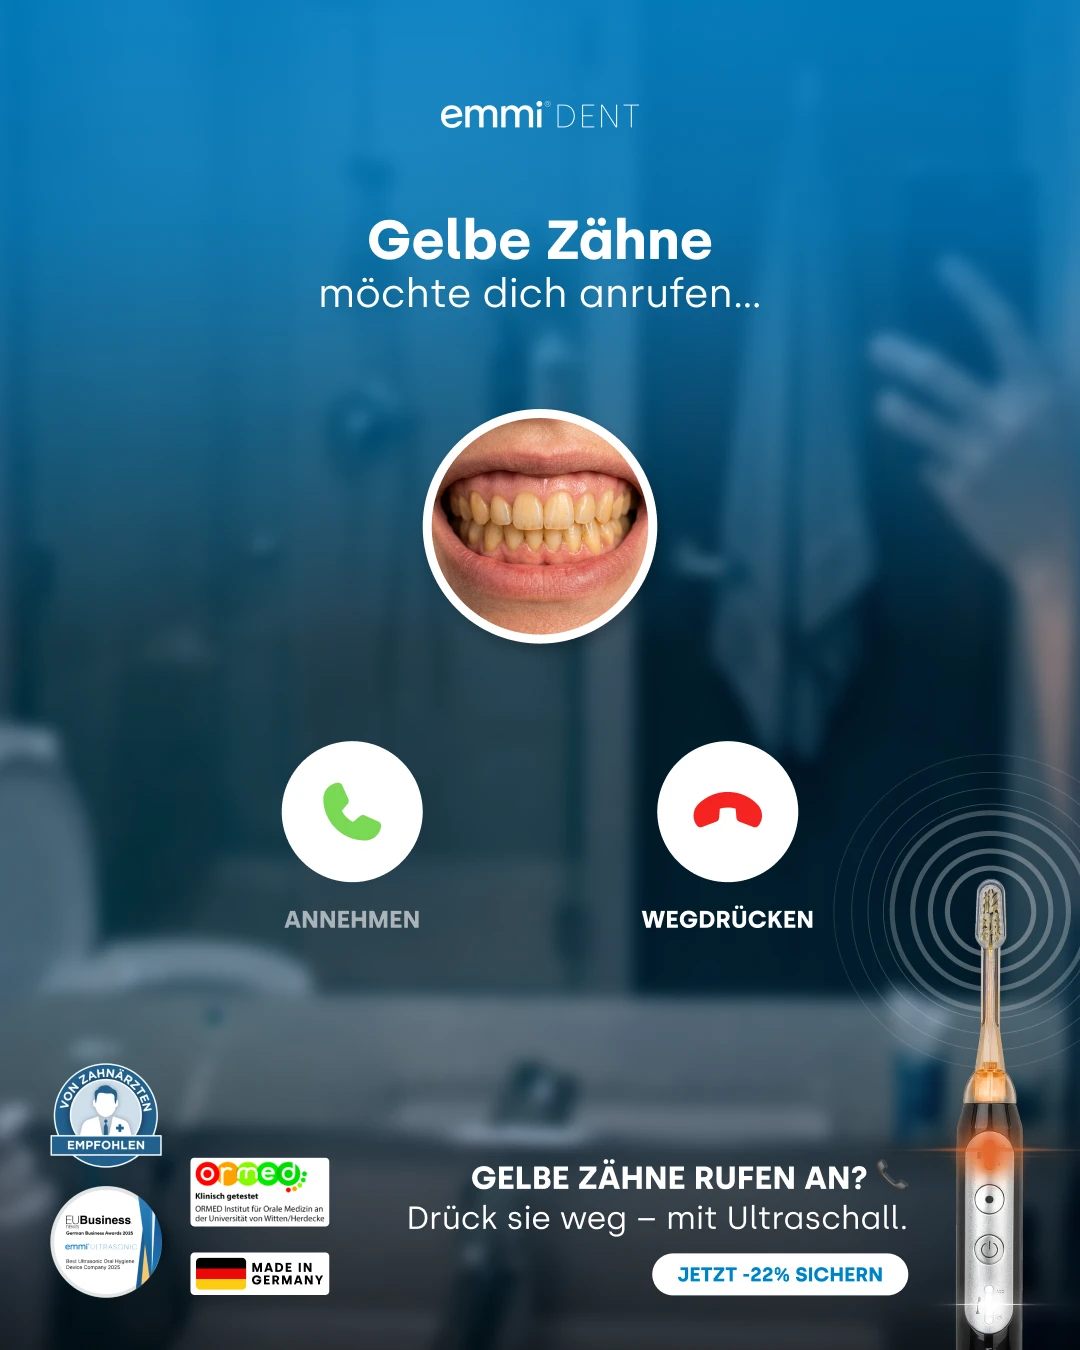 emmi® DENT
Gelbe Zähne
möchte dich anrufen...
ANNEHMEN
WEGDRÜCKEN
VON ZAHNÄRZTEN
EMPFOHLEN
ormed
Klinisch getestet
ORMED Institut für Orale Medizin an
der Universität von Witten/Herdecke
EUBusiness
news
German Business Awards 2025
emmi ULTRASONIC
Best Ultrasonic Oral Hygiene
Device Company 2025
MADE IN
GERMANY
GELBE ZÄHNE RUFEN AN?
Drück sie weg – mit Ultraschall.
JETZT -22% SICHERN